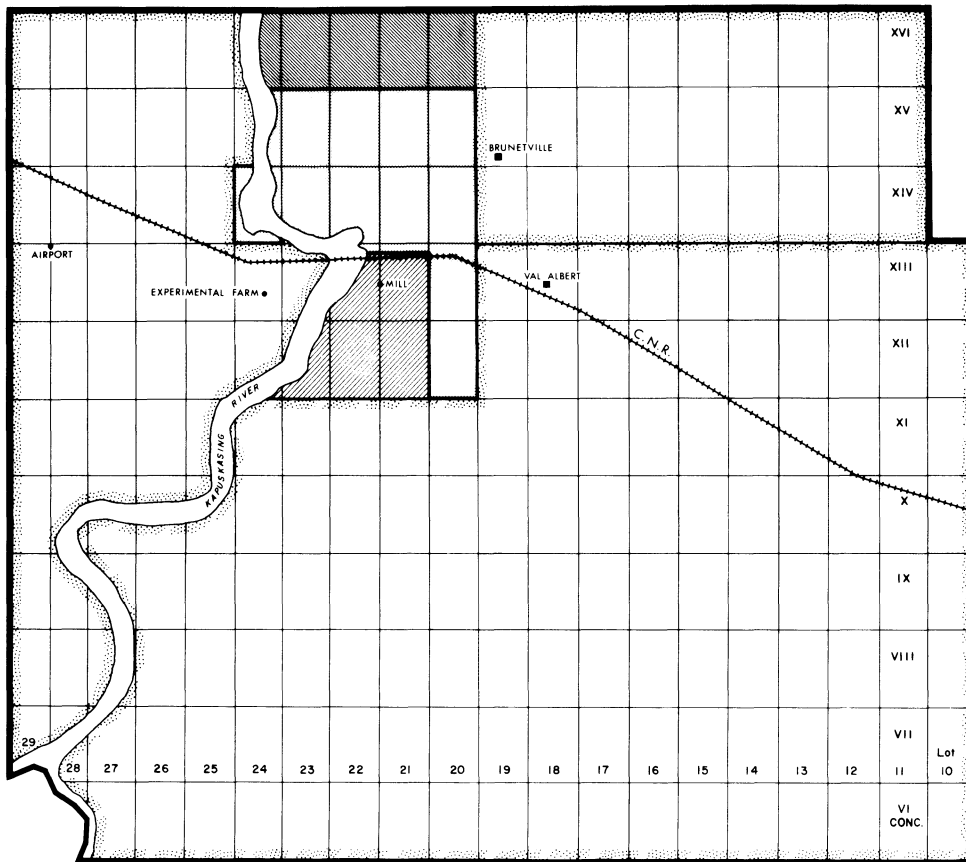 XVI
XV
BRUNETVILLE
XIV
AIRPORT
XIII
VAL ALBERT
MILL
EXPERIMENTAL FARM
C.N.R.
XII
RIVER
XI
KAPUSKASING
X
IX
VIII
VII
29
Lot
28 27 26 25 24 23 22 21 20 19 18 17 16 15 14 13 12 11 10
VI
CONC.